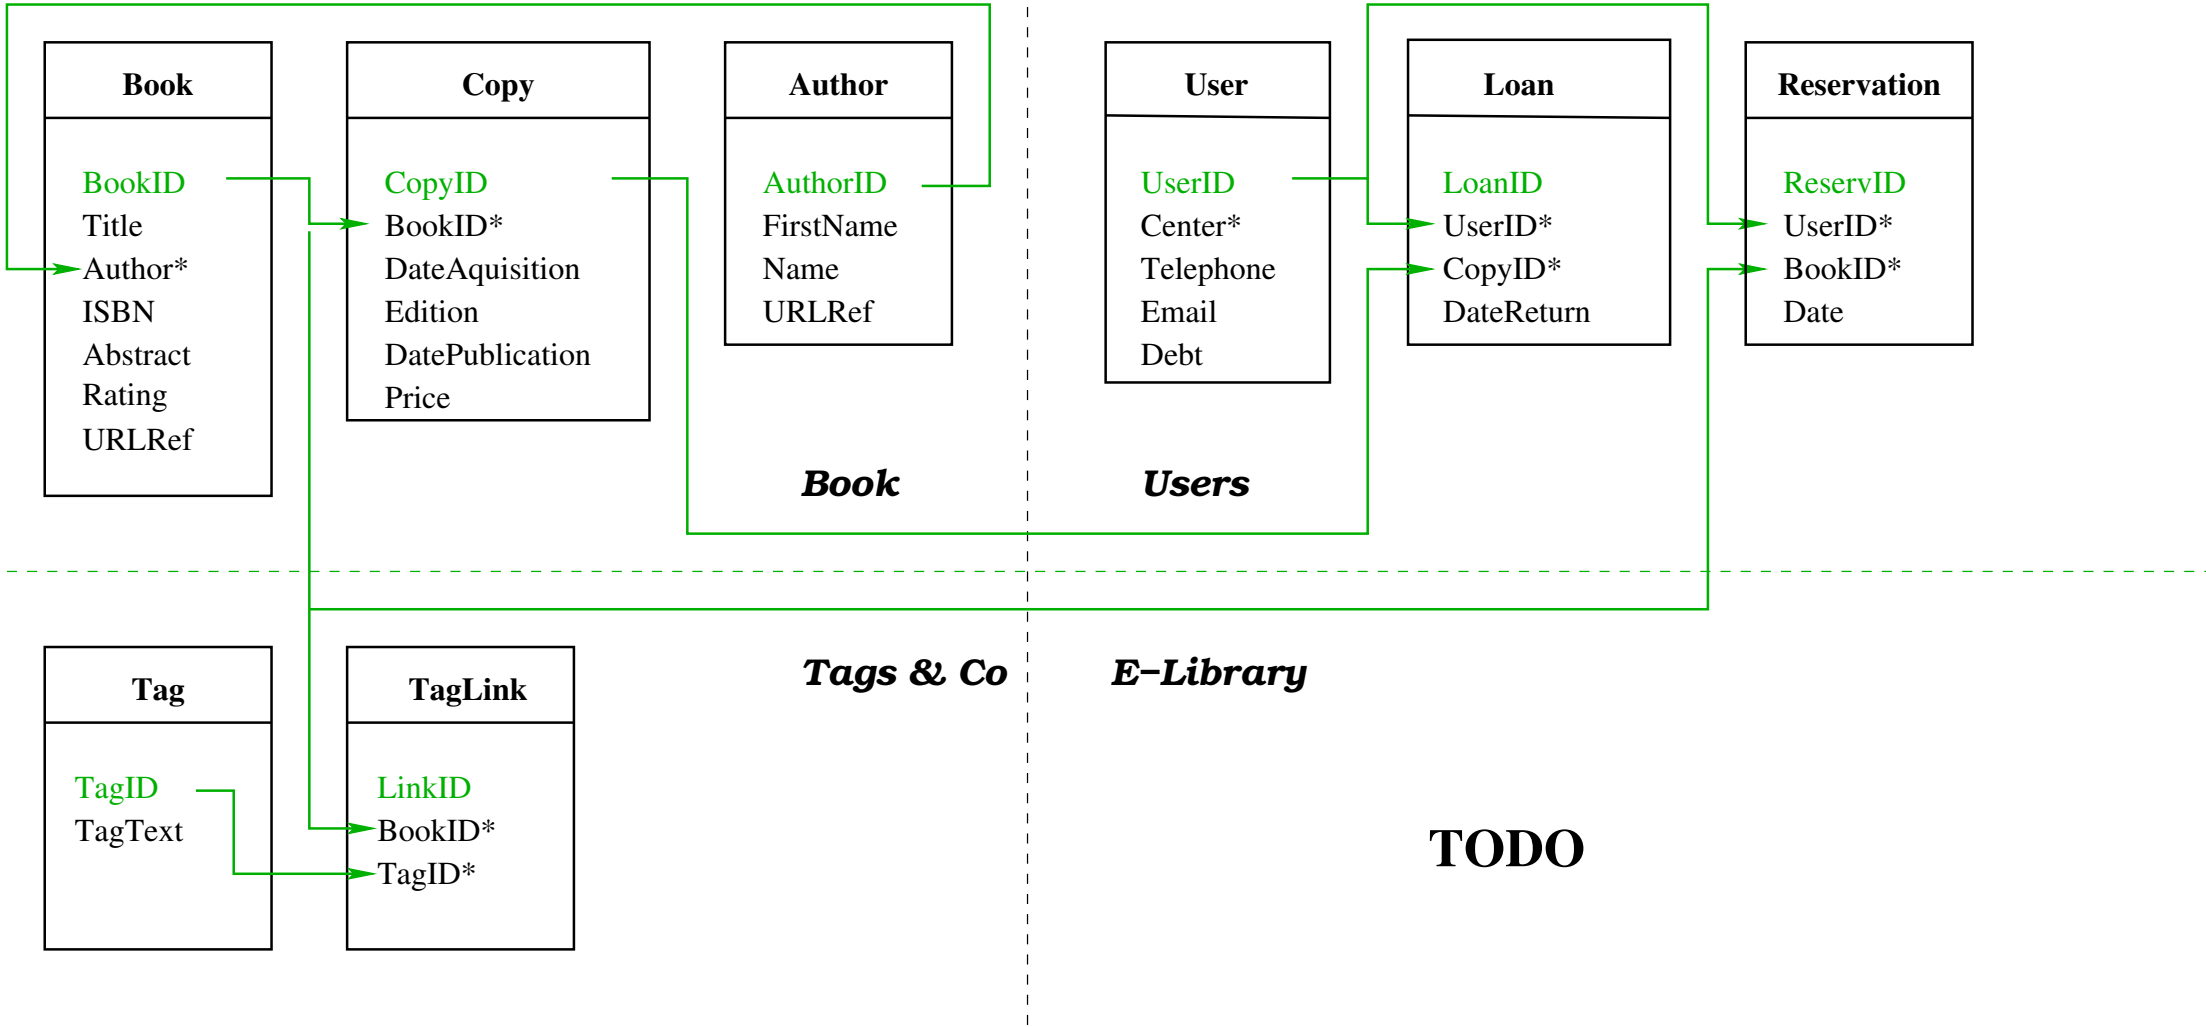 Book
BookID
Title
Author*
ISBN
Abstract
Rating
URLRef
Copy
CopyID
BookID*
DateAquisition
Edition
DatePublication
Price
Author
AuthorID
FirstName
Name
URLRef
Book
User
UserID
Center*
Telephone
Email
Debt
Loan
LoanID
UserID*
CopyID*
DateReturn
Reservation
ReservID
UserID*
BookID*
Date
Users
Tag
TagID
TagText
TagLink
LinkID
BookID*
TagID*
Tags & Co
E-Library
TODO